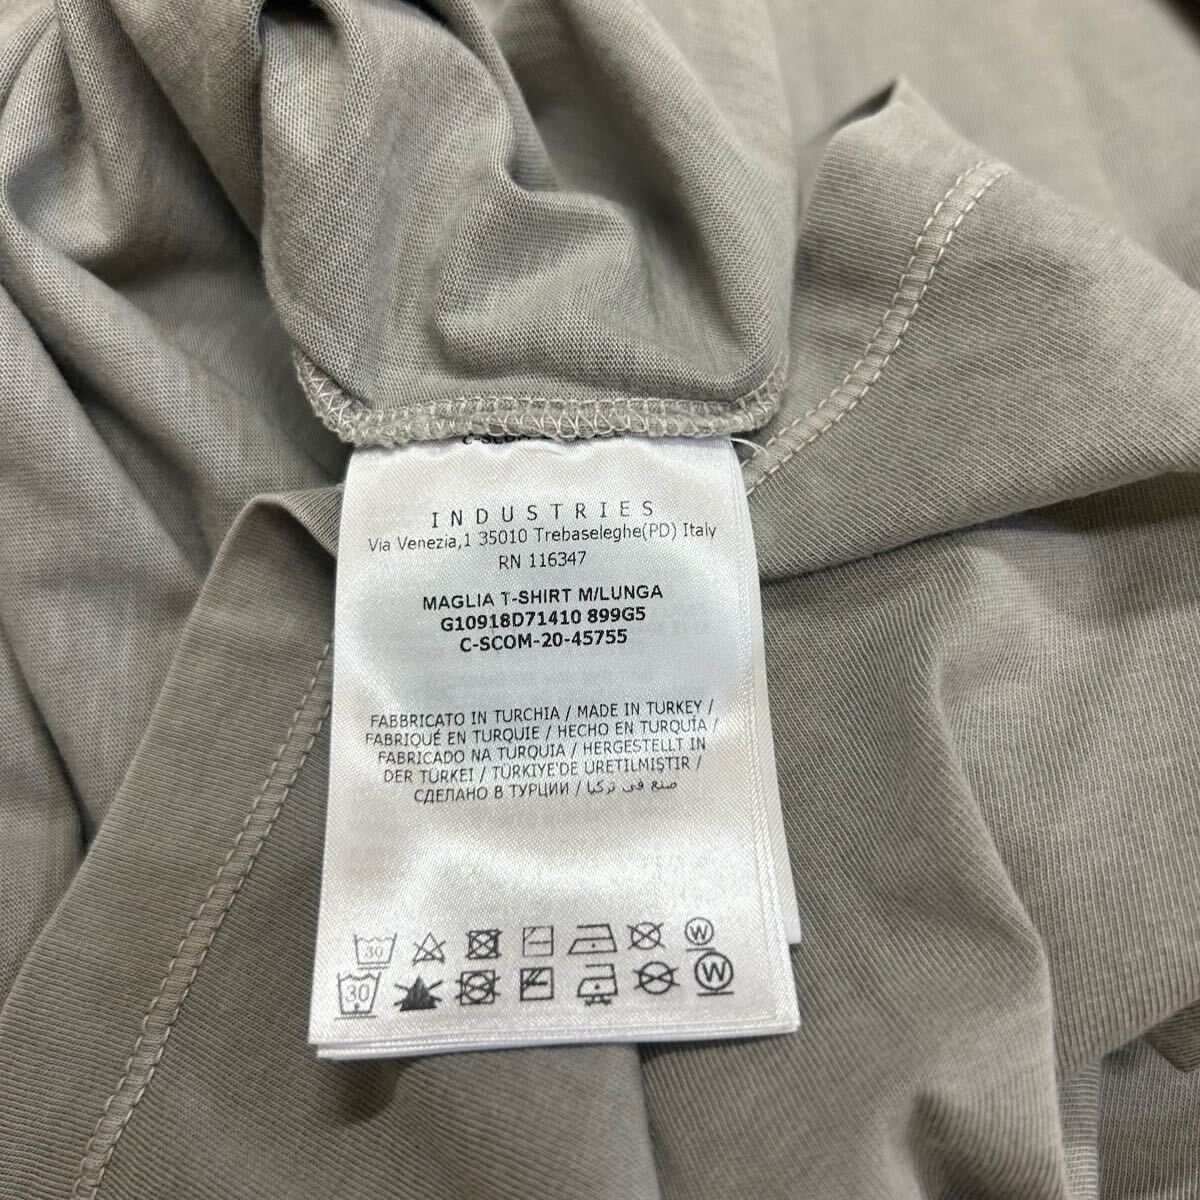 C-SCOM
INDUSTRIES
Via Venezia,1 35010 Trebaseleghe(PD) Italy
RN 116347
MAGLIA T-SHIRT M/LUNGA
G10918D71410 899G5
C-SCOM-20-45755
FABBRICATO IN TURCHIA / MADE IN TURKEY /
FABRIQUÉ EN TURQUIE / HECHO EN TURQUÍA /
FABRICADO NA TURQUIA / HERGESTELLT IN
DER TÜRKEI / TÜRKIYE'DE ÜRETILMIŞTIR /
СДЕЛАНО В ТУРЦИИ / صنع في تركيا
30 W
30 W